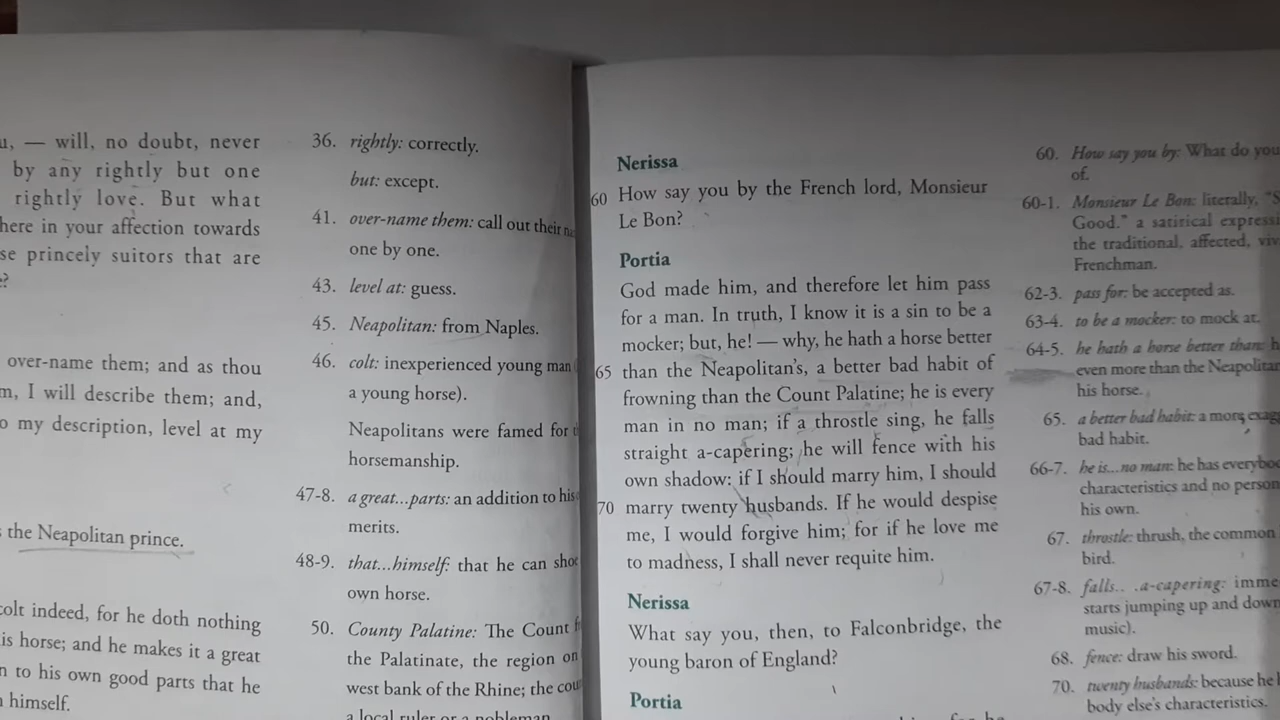 u, — will, no doubt, never
by any rightly but one
rightly love. But what
here in your affection towards
se princely suitors that are
e?
over-name them; and as thou
m, I will describe them; and,
o my description, level at my
s the Neapolitan prince.
colt indeed, for he doth nothing
is horse; and he makes it a great
n to his own good parts that he
himself.
36. rightly: correctly.
but: except.
41. over-name them: call out their
one by one.
43. level at: guess.
45. Neapolitan: from Naples.
46. colt: inexperienced young man
a young horse).
Neapolitans were famed for
horsemanship.
47-8. a great...parts: an addition to his
merits.
48-9. that...himself: that he can
own horse.
50. County Palatine: The Count
the Palatinate, the region on
west bank of the Rhine; the
a local ruler or a nobleman
Nerissa
60 How say you by the French lord, Monsieur
Le Bon?
Portia
God made him, and therefore let him pass
for a man. In truth, I know it is a sin to be a
mocker; but, he! — why, he hath a horse better
65 than the Neapolitan's, a better bad habit of
frowning than the Count Palatine; he is every
man in no man; if a throstle sing, he falls
straight a-capering; he will fence with his
own shadow: if I should marry him, I should
70 marry twenty husbands. If he would despise
me, I would forgive him; for if he love me
to madness, I shall never requite him.
Nerissa
What say you, then, to Falconbridge, the
young baron of England?
Portia
60. How say you by: What do you
of.
60-1. Monsieur Le Bon: literally,
Good." a satirical
the traditional, affected,
Frenchman.
62-3. pass for: be accepted as.
63-4. to be a mocker: to mock at.
64-5. he hath a horse better than:
even more than the
his horse.
65. a better bad habit: a more
bad habit.
66-7. he is...no man: he has
characteristics and no
his own.
67. throstle: thrush, the common
bird.
67-8. falls.. .a-capering:
starts jumping up and down
music).
68. fence: draw his sword.
70. twenty husbands: because he
body else's characteristics.